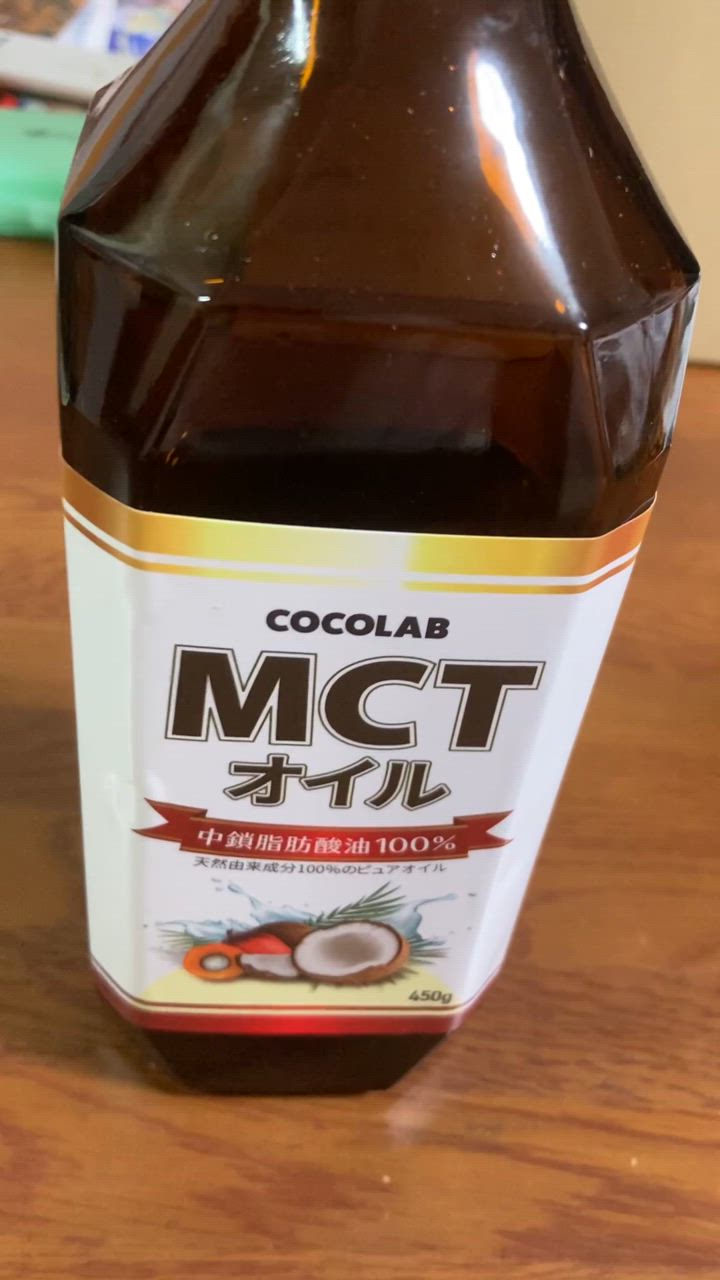 COCOLAB
MCT
オイル
中鎖脂肪酸油100%
天然由来成分100%のピュアオイル
450g